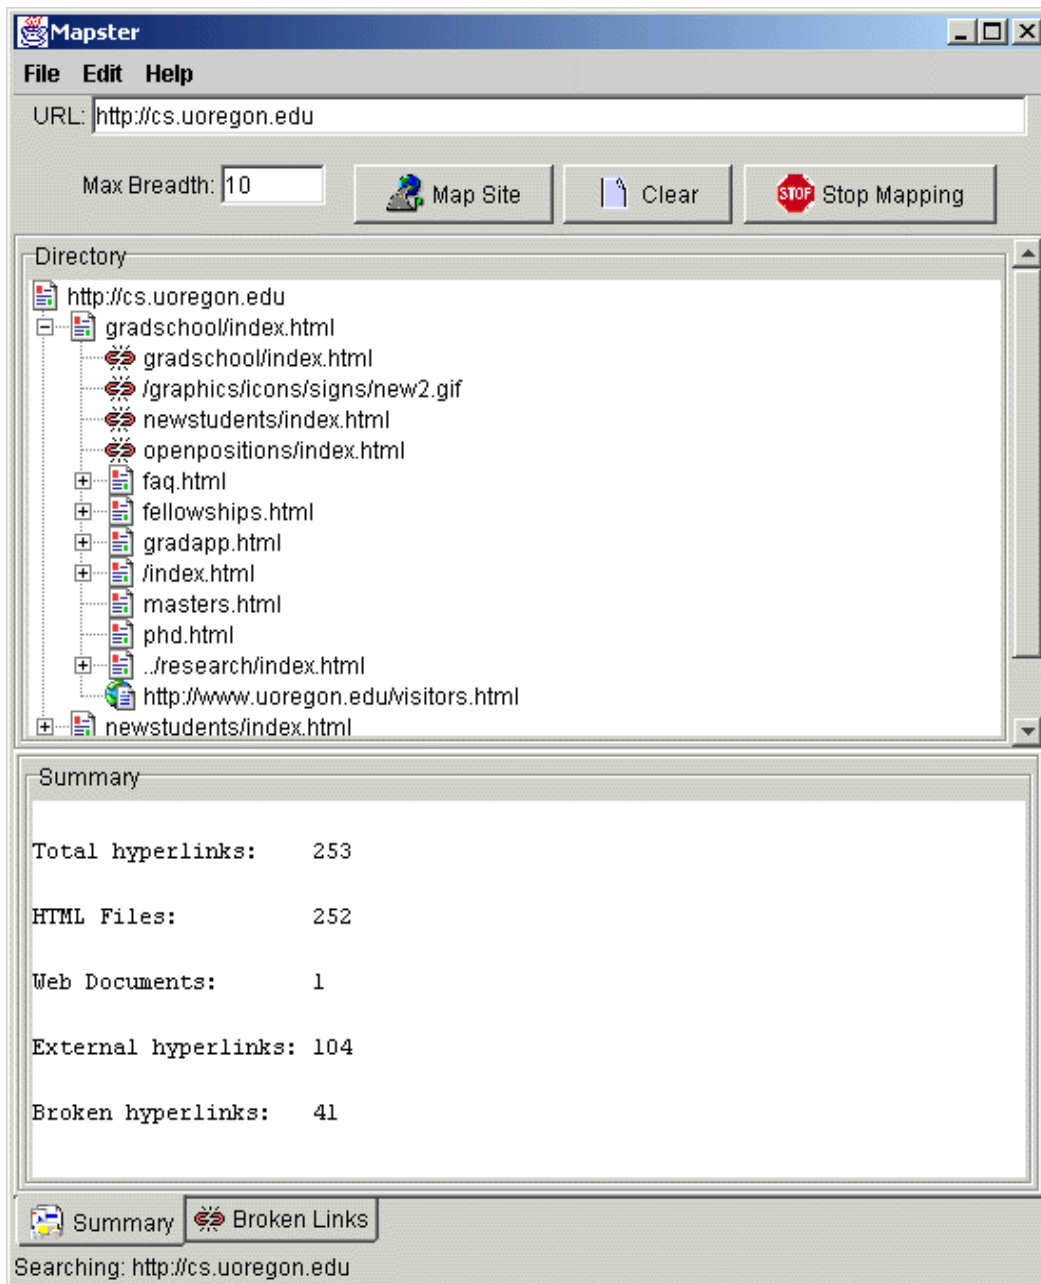 Mapster
File Edit Help
URL: http://cs.uoregon.edu
Max Breadth: 10 Map Site Clear STOP Stop Mapping
Directory
http://cs.uoregon.edu
gradschool/index.html
gradschool/index.html
/graphics/icons/signs/new2.gif
newstudents/index.html
openpositions/index.html
faq.html
fellowships.html
gradapp.html
/index.html
masters.html
phd.html
../research/index.html
http://www.uoregon.edu/visitors.html
newstudents/index.html
Summary
Total hyperlinks: 253
HTML Files: 252
Web Documents: 1
External hyperlinks: 104
Broken hyperlinks: 41
Summary Broken Links
Searching: http://cs.uoregon.edu